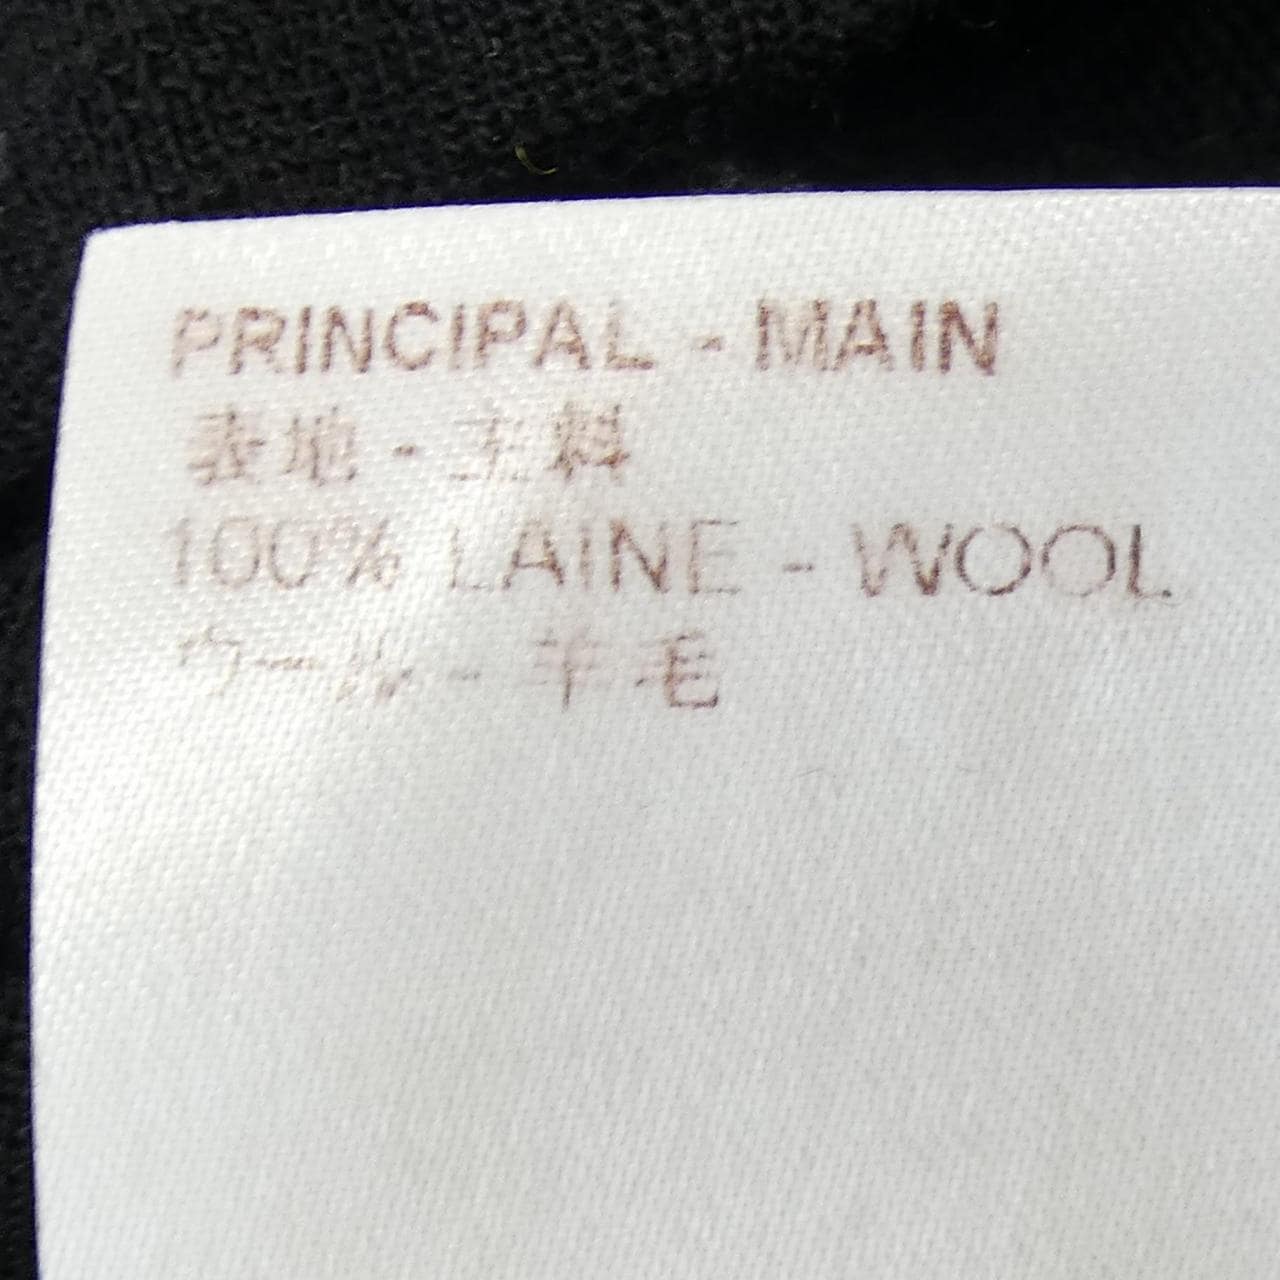 PRINCIPAL - MAIN
表地 - 主料
100% LAINE - WOOL
ウール - 羊毛